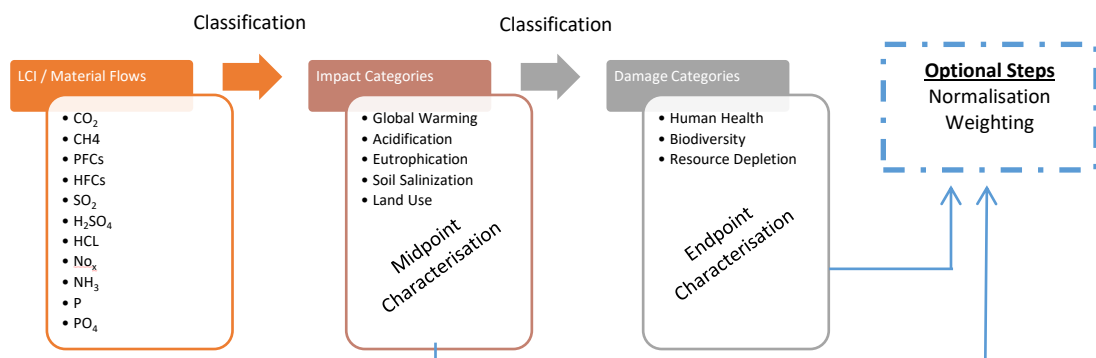 Classification
Classification
LCI / Material Flows
• CO₂
• CH4
• PFCs
• HFCs
• SO₂
• H₂SO₄
• HCL
• Noₓ
• NH₃
• P
• PO₄
Impact Categories
• Global Warming
• Acidification
• Eutrophication
• Soil Salinization
• Land Use
Midpoint
Characterisation
Damage Categories
• Human Health
• Biodiversity
• Resource Depletion
Endpoint
Characterisation
Optional Steps
Normalisation
Weighting